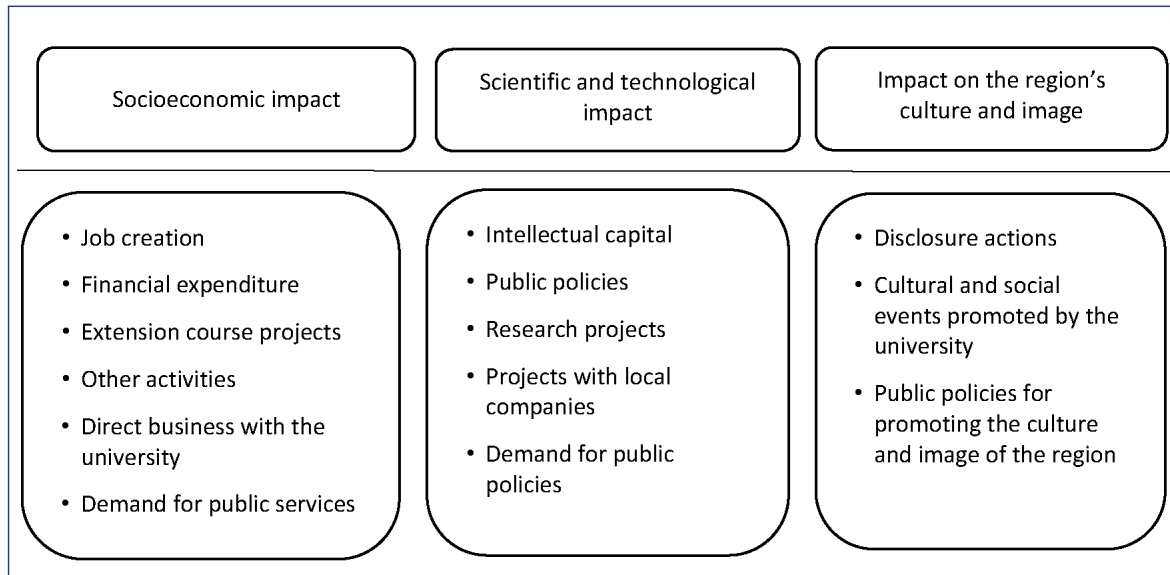 Socioeconomic impact
Scientific and technological
impact
Impact on the region’s
culture and image
• Job creation
• Financial expenditure
• Extension course projects
• Other activities
• Direct business with the
university
• Demand for public services
• Intellectual capital
• Public policies
• Research projects
• Projects with local
companies
• Demand for public
policies
• Disclosure actions
• Cultural and social
events promoted by the
university
• Public policies for
promoting the culture
and image of the region